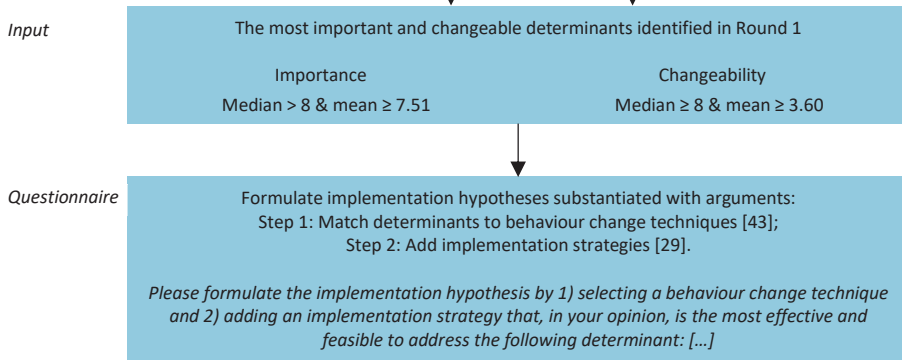 Input
The most important and changeable determinants identified in Round 1
Importance Changeability
Median > 8 & mean ≥ 7.51 Median ≥ 8 & mean ≥ 3.60
Questionnaire
Formulate implementation hypotheses substantiated with arguments:
Step 1: Match determinants to behaviour change techniques [43];
Step 2: Add implementation strategies [29].
Please formulate the implementation hypothesis by 1) selecting a behaviour change technique
and 2) adding an implementation strategy that, in your opinion, is the most effective and
feasible to address the following determinant: […]